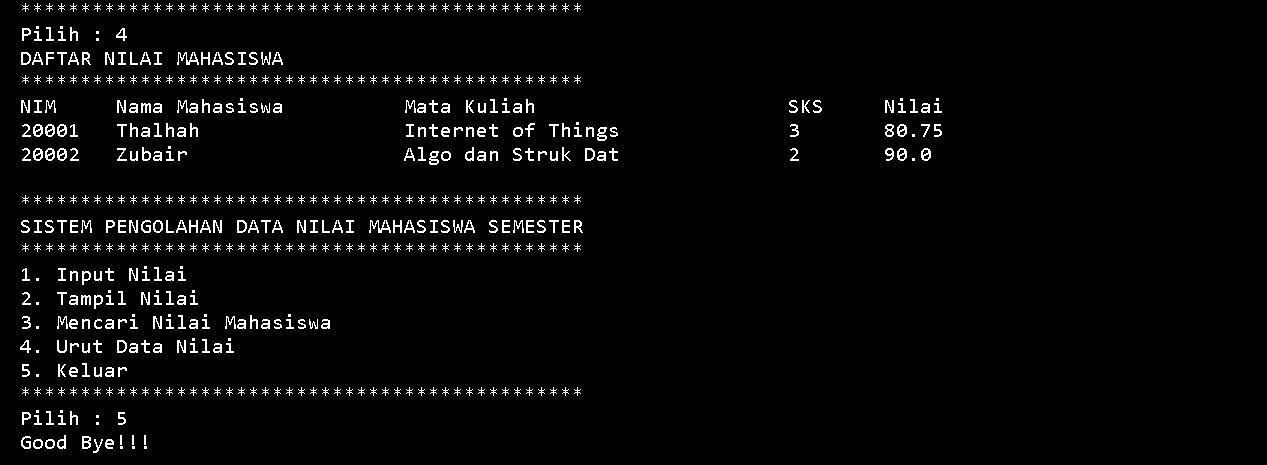 ***********************************************
Pilih : 4
DAFTAR NILAI MAHASISWA
***********************************************
NIM     Nama Mahasiswa          Mata Kuliah                     SKS     Nilai
20001   Thalhah                 Internet of Things              3       80.75
20002   Zubair                  Algo dan Struk Dat              2       90.0
***********************************************
SISTEM PENGOLAHAN DATA NILAI MAHASISWA SEMESTER
***********************************************
1. Input Nilai
2. Tampil Nilai
3. Mencari Nilai Mahasiswa
4. Urut Data Nilai
5. Keluar
***********************************************
Pilih : 5
Good Bye!!!